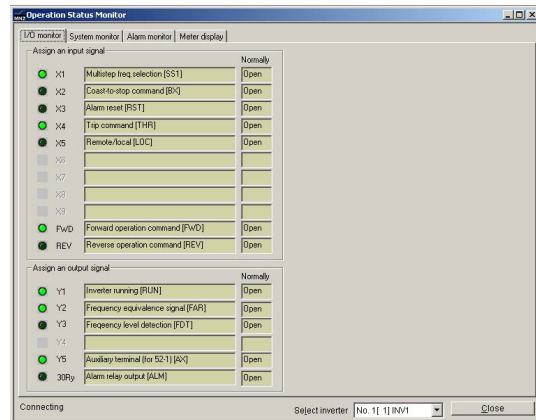 Operation Status Monitor
I/O monitor System monitor Alarm monitor Meter display
Assign an input signal
Normally
X1 Multistep freq.selection [SS1] Open
X2 Coast-to-stop command [BX] Open
X3 Alarm reset [RST] Open
X4 Trip command [THR] Open
X5 Remote/local [LOC] Open
X6
X7
X8
X9
FWD Forward operation command [FWD] Open
REV Reverse operation command [REV] Open
Assign an output signal
Normally
Y1 Inverter running [RUN] Open
Y2 Frequency equivalence signal [FAR] Open
Y3 Freqeency level detection [FDT] Open
Y4
Y5 Auxiliary terminal (for 52-1) [AX] Open
30Ry Alarm relay output [ALM] Open
Connecting Select inverter No. 1[ 1] INV1 Close